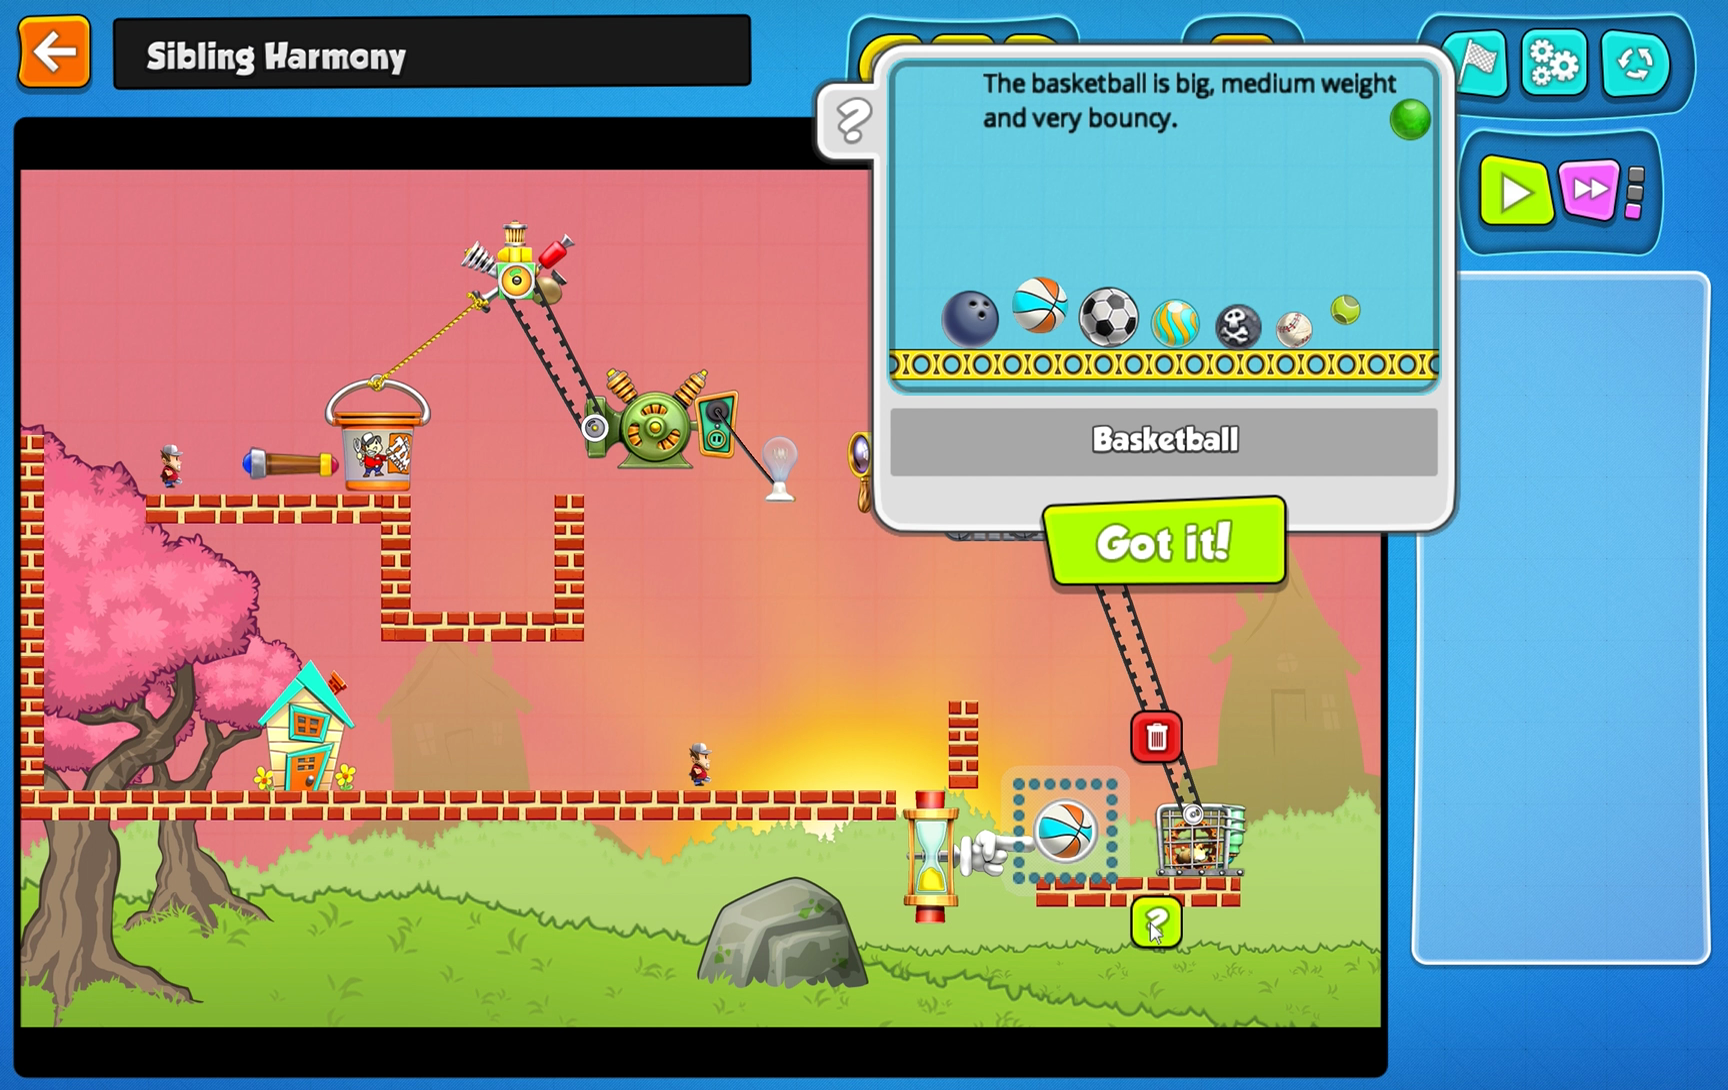 Sibling Harmony
The basketball is big, medium weight
and very bouncy.
Basketball
Got it!